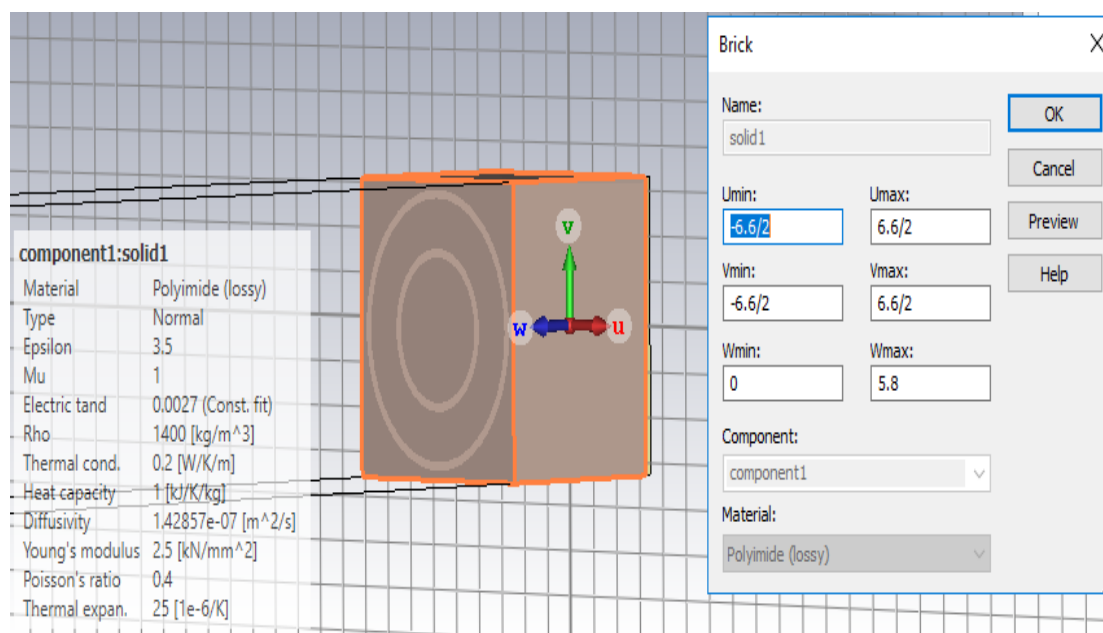 Brick
Name:
solid1
OK
Cancel
Umin:
Umax:
-6.6/2
6.6/2
Preview
Vmin:
Vmax:
Help
-6.6/2
6.6/2
Wmin:
Wmax:
0
5.8
Component:
component1
Material:
Polyimide (lossy)
v
w
u
component1:solid1
Material Polyimide (lossy)
Type Normal
Epsilon 3.5
Mu 1
Electric tand 0.0027 (Const. fit)
Rho 1400 [kg/m^3]
Thermal cond. 0.2 [W/K/m]
Heat capacity 1 [kJ/K/kg]
Diffusivity 1.42857e-07 [m^2/s]
Young's modulus 2.5 [kN/mm^2]
Poisson's ratio 0.4
Thermal expan. 25 [1e-6/K]